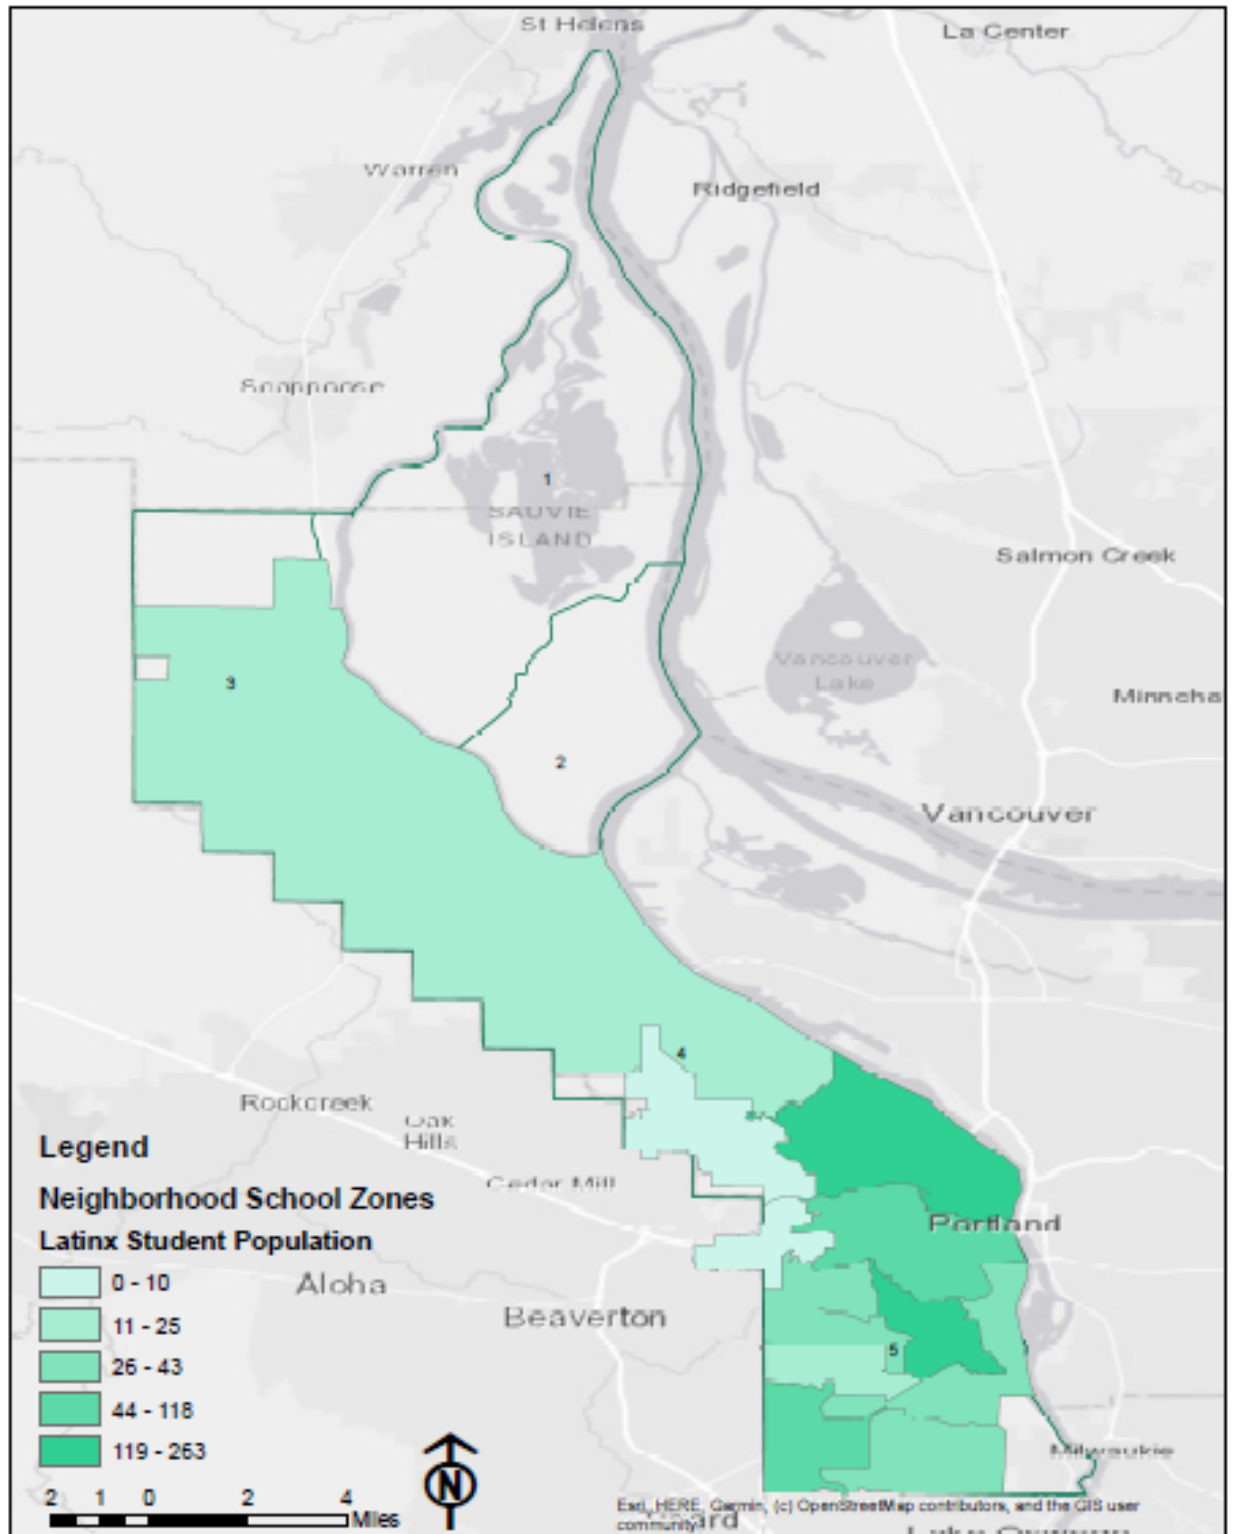 St Helens
La Center
Warren
Ridgefield
Scappoose
1
SAUVIE
ISLAND
Salmon Creek
Vancouver
Lake
3
Minneha
2
Vancouver
4
Rockcreek
Oak
Hills
Cedar Mill
Portland
Aloha
Beaverton
5
Milwaukie
Legend
Neighborhood School Zones
Latinx Student Population
0 - 10
11 - 25
26 - 43
44 - 118
119 - 263
2 1 0 2 4
Miles
N
Esri, HERE, Garmin, (c) OpenStreetMap contributors, and the GIS user
community